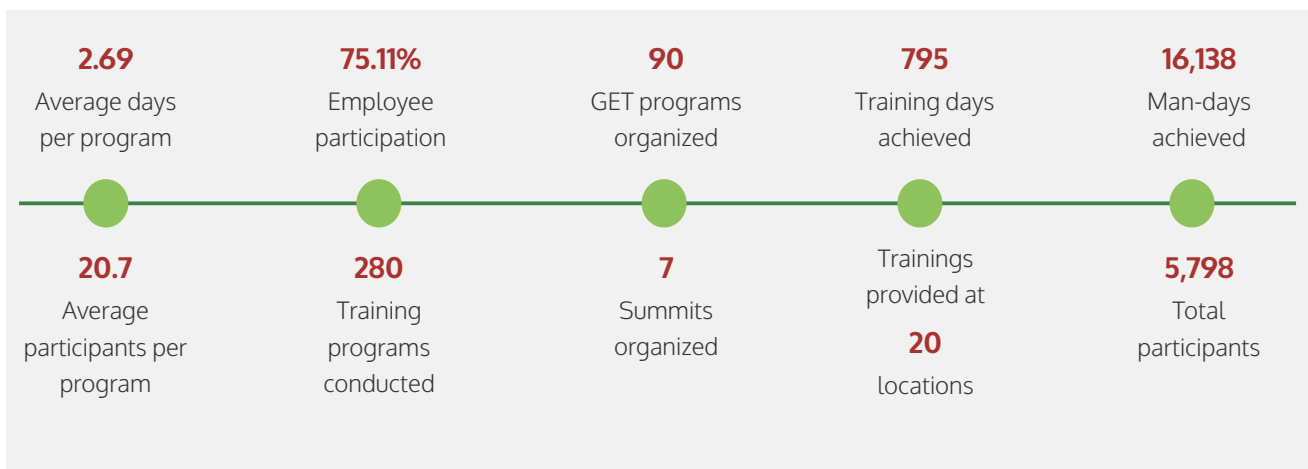 2.69
Average days
per program
75.11%
Employee
participation
90
GET programs
organized
795
Training days
achieved
16,138
Man-days
achieved
20.7
Average
participants per
program
280
Training
programs
conducted
7
Summits
organized
Trainings
provided at
20
locations
5,798
Total
participants